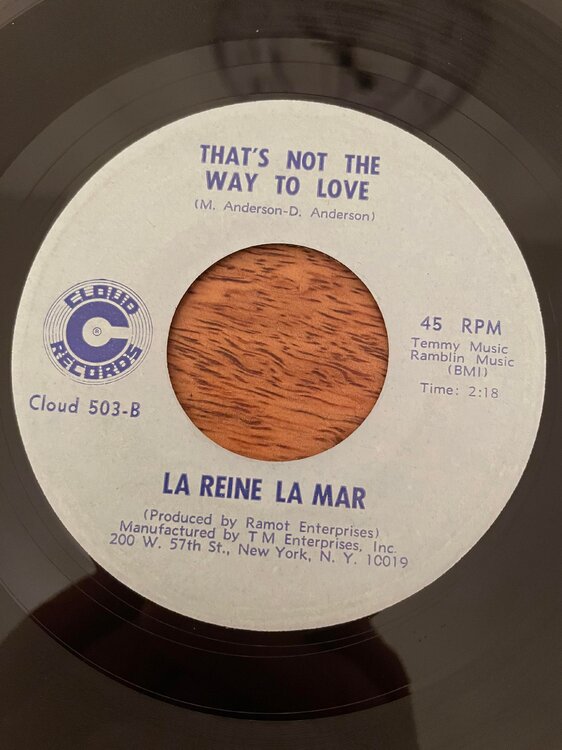 THAT'S NOT THE
WAY TO LOVE
(M. Anderson-D. Anderson)
CLOUD
C
®
RECORDS
Cloud 503-B
45 RPM
Temmy Music
Ramblin Music
(BMI)
Time: 2:18
LA REINE LA MAR
(Produced by Ramot Enterprises)
Manufactured by T M Enterprises, Inc.
200 W. 57th St., New York, N. Y. 10019